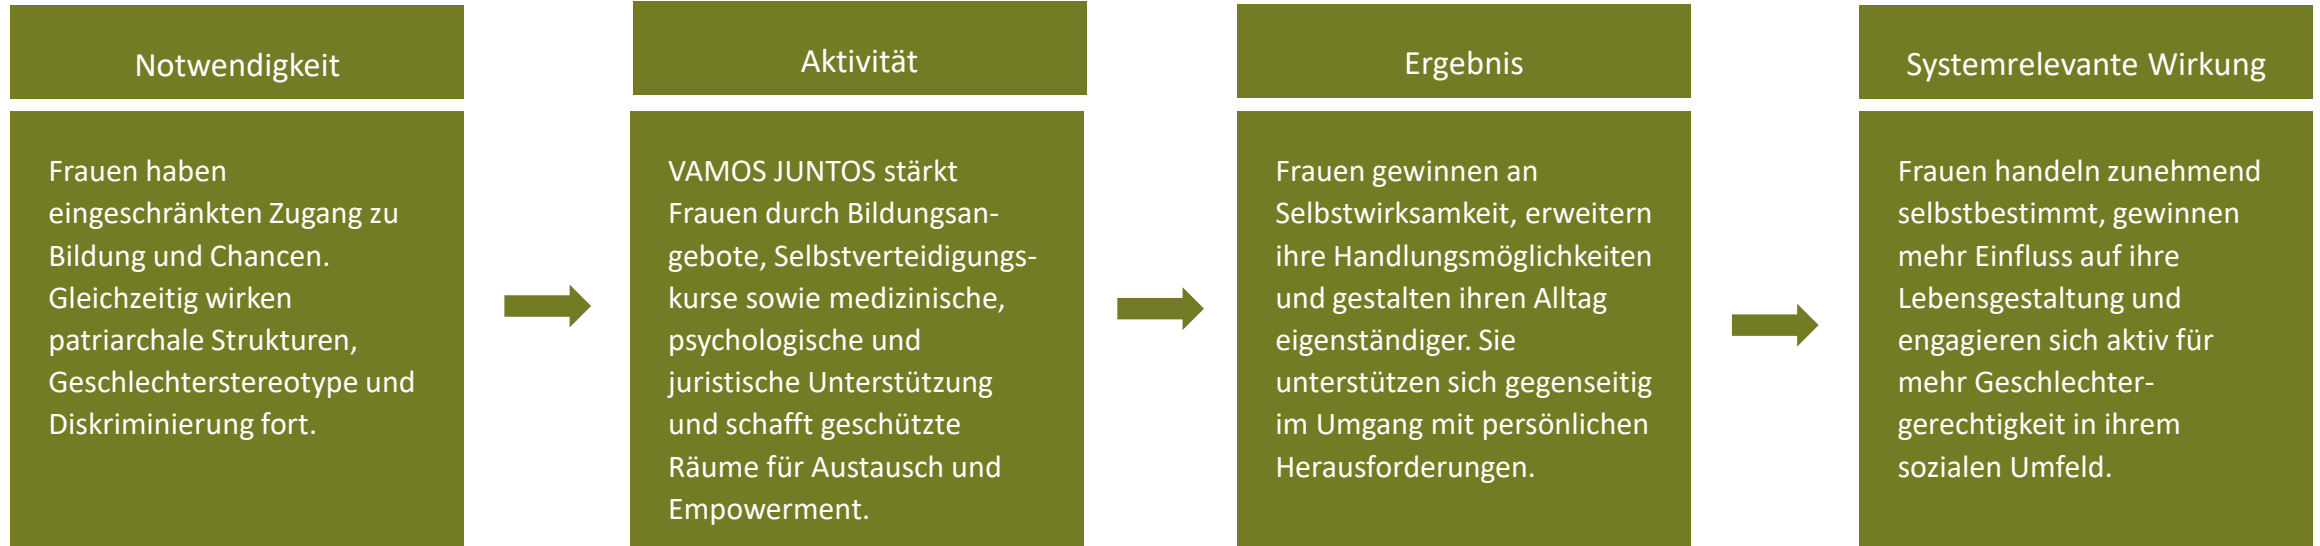 Notwendigkeit
Frauen haben
eingeschränkten Zugang zu
Bildung und Chancen.
Gleichzeitig wirken
patriarchale Strukturen,
Geschlechterstereotype und
Diskriminierung fort.
Aktivität
VAMOS JUNTOS stärkt
Frauen durch Bildungsan-
gebote, Selbstverteidigungs-
kurse sowie medizinische,
psychologische und
juristische Unterstützung
und schafft geschützte
Räume für Austausch und
Empowerment.
Ergebnis
Frauen gewinnen an
Selbstwirksamkeit, erweitern
ihre Handlungsmöglichkeiten
und gestalten ihren Alltag
eigenständiger. Sie
unterstützen sich gegenseitig
im Umgang mit persönlichen
Herausforderungen.
Systemrelevante Wirkung
Frauen handeln zunehmend
selbstbestimmt, gewinnen
mehr Einfluss auf ihre
Lebensgestaltung und
engagieren sich aktiv für
mehr Geschlechter-
gerechtigkeit in ihrem
sozialen Umfeld.